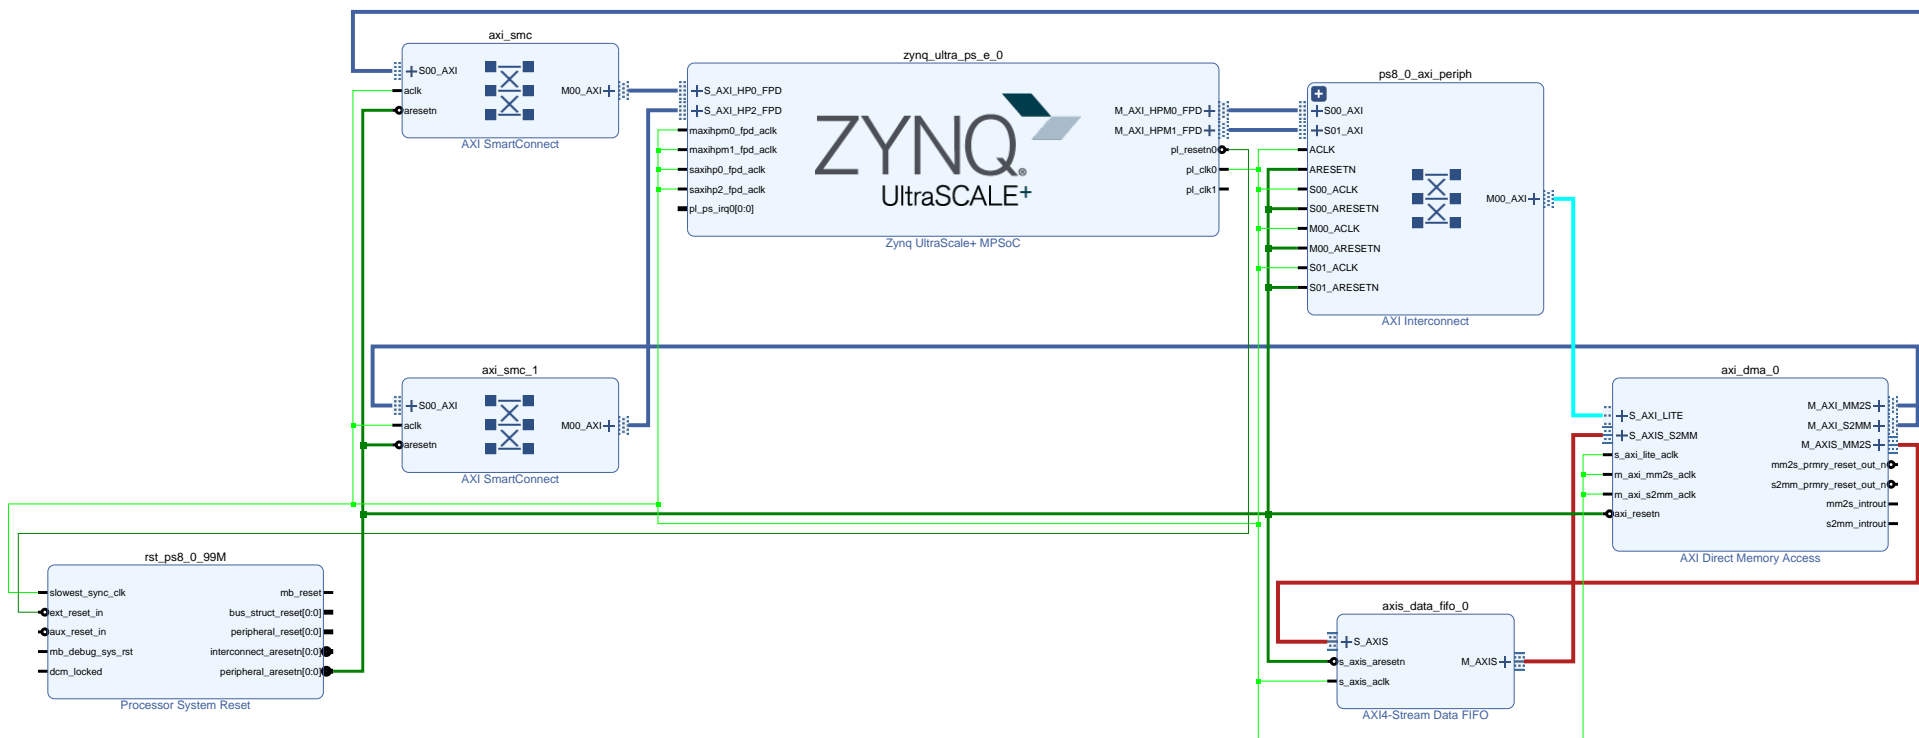 axi_smc
S00_AXI
aclk
aresetn
M00_AXI
AXI SmartConnect
zynq_ultra_ps_e_0
S_AXI_HP0_FPD
S_AXI_HP2_FPD
maxihpm0_fpd_aclk
maxihpm1_fpd_aclk
saxihp0_fpd_aclk
saxihp2_fpd_aclk
pl_ps_irq0[0:0]
ZYNQ®
UltraSCALE+
M_AXI_HPM0_FPD
M_AXI_HPM1_FPD
pl_resetn0
pl_clk0
pl_clk1
Zynq UltraScale+ MPSoC
ps8_0_axi_periph
S00_AXI
S01_AXI
ACLK
ARESETN
S00_ACLK
S00_ARESETN
M00_ACLK
M00_ARESETN
S01_ACLK
S01_ARESETN
M00_AXI
AXI Interconnect
axi_smc_1
S00_AXI
aclk
aresetn
M00_AXI
AXI SmartConnect
axi_dma_0
S_AXI_LITE
S_AXIS_S2MM
s_axi_lite_aclk
m_axi_mm2s_aclk
m_axi_s2mm_aclk
axi_resetn
M_AXI_MM2S
M_AXI_S2MM
M_AXIS_MM2S
mm2s_prmry_reset_out_n
s2mm_prmry_reset_out_n
mm2s_introut
s2mm_introut
AXI Direct Memory Access
rst_ps8_0_99M
slowest_sync_clk
ext_reset_in
aux_reset_in
mb_debug_sys_rst
dcm_locked
mb_reset
bus_struct_reset[0:0]
peripheral_reset[0:0]
interconnect_aresetn[0:0]
peripheral_aresetn[0:0]
Processor System Reset
axis_data_fifo_0
S_AXIS
s_axis_aresetn
s_axis_aclk
M_AXIS
AXI4-Stream Data FIFO